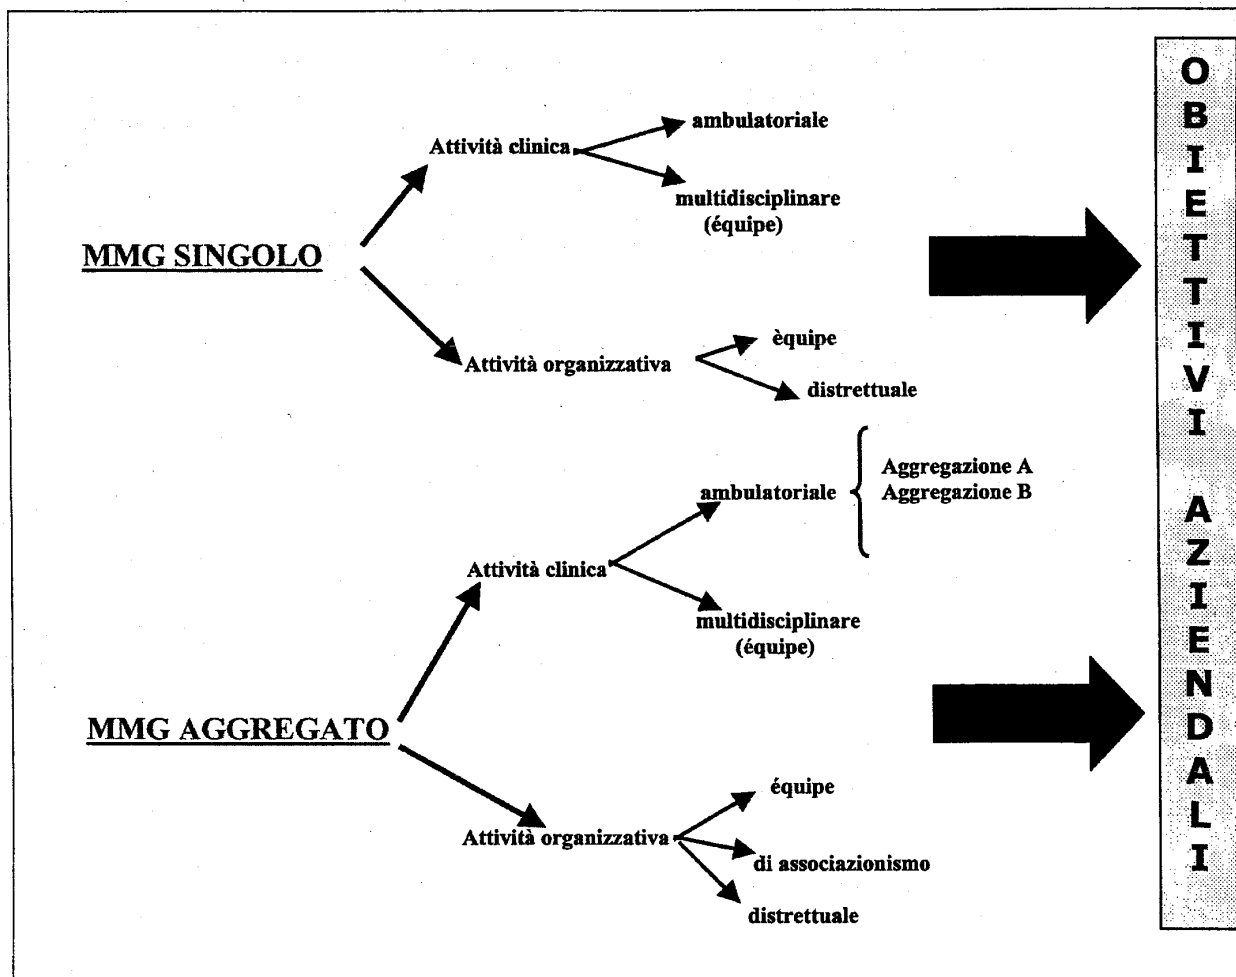 ambulatoriale
Attività clinica
multidisciplinare
(équipe)
MMG SINGOLO
èquipe
Attività organizzativa
distrettuale
Aggregazione A
ambulatoriale
Aggregazione B
Attività clinica
multidisciplinare
(équipe)
MMG AGGREGATO
équipe
Attività organizzativa
di associazionismo
distrettuale
OBIETTIVI AZIENDALI